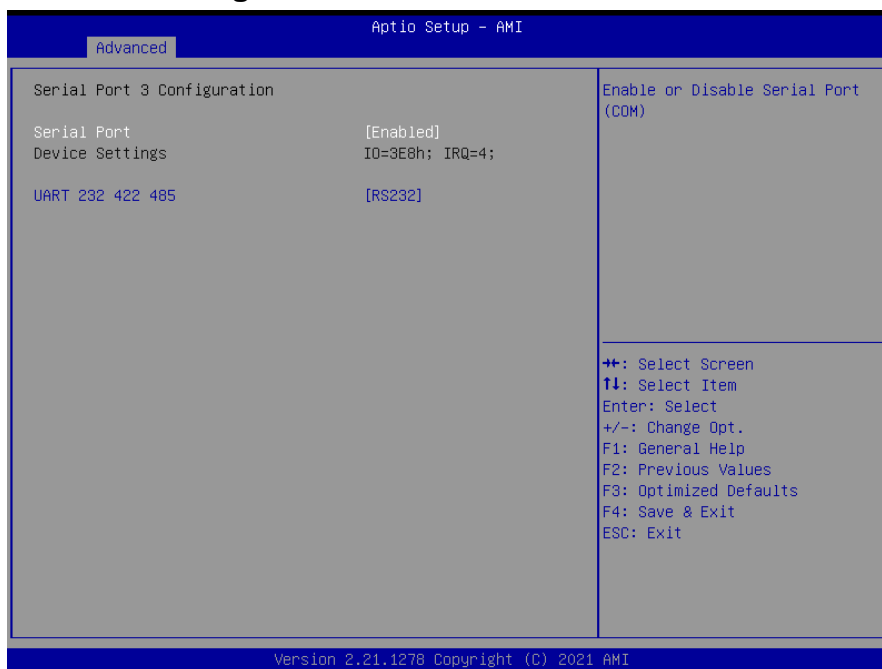 Aptio Setup – AMI
Advanced
Serial Port 3 Configuration
Serial Port [Enabled]
Device Settings IO=3E8h; IRQ=4;
UART 232 422 485 [RS232]
Enable or Disable Serial Port
(COM)
→←: Select Screen
↑↓: Select Item
Enter: Select
+/-: Change Opt.
F1: General Help
F2: Previous Values
F3: Optimized Defaults
F4: Save & Exit
ESC: Exit
Version 2.21.1278 Copyright (C) 2021 AMI